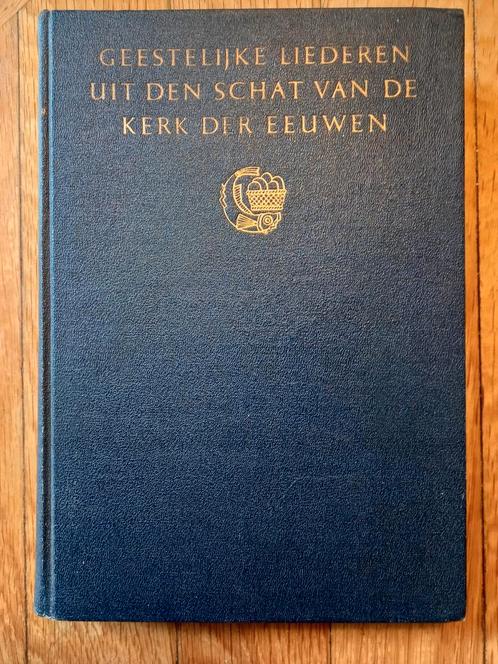 GEESTELIJKE LIEDEREN
UIT DEN SCHAT VAN DE
KERK DER EEUWEN